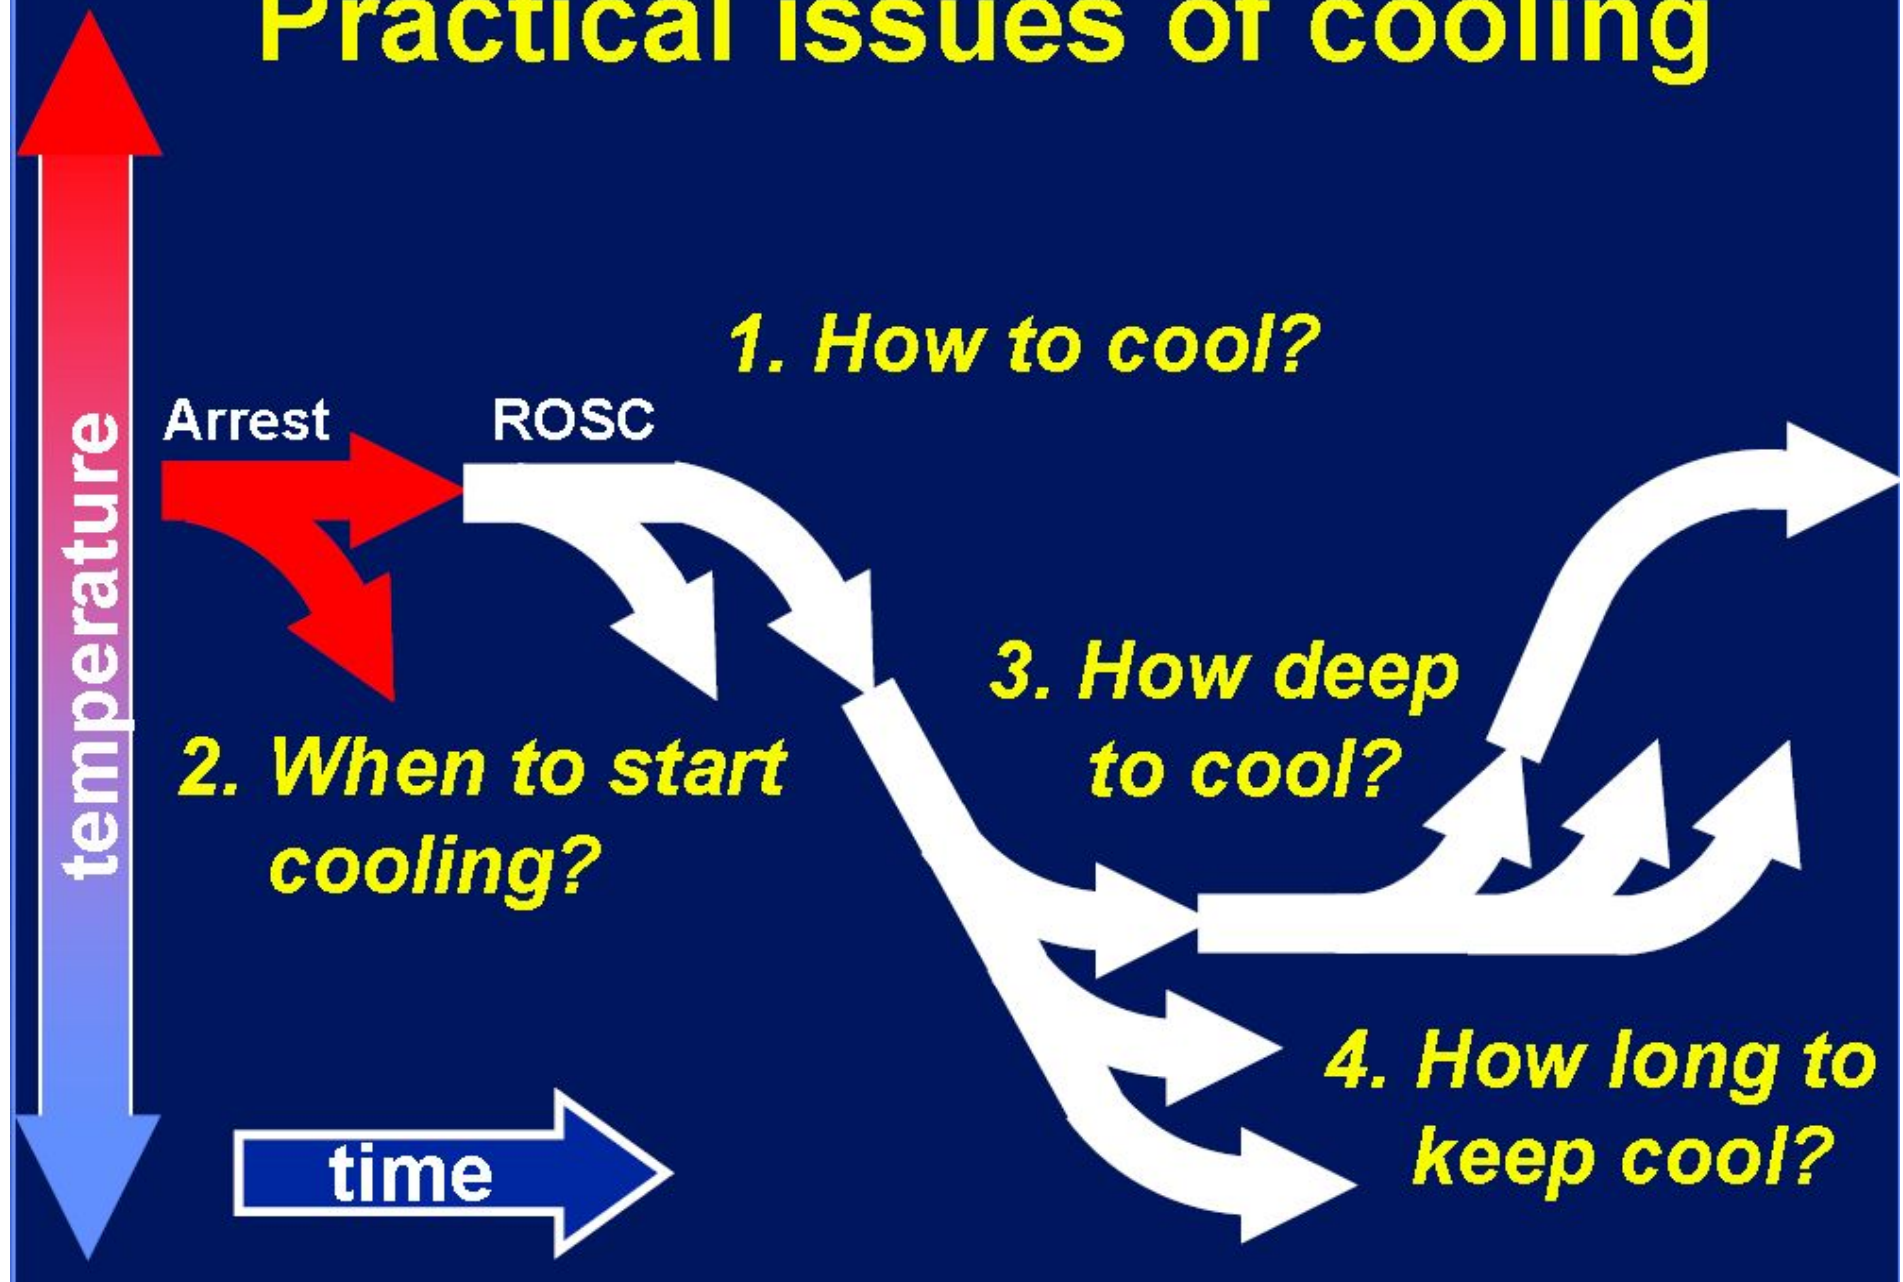 Practical issues of cooling
1. How to cool?
Arrest
ROSC
temperature
3. How deep
to cool?
2. When to start
cooling?
4. How long to
keep cool?
time